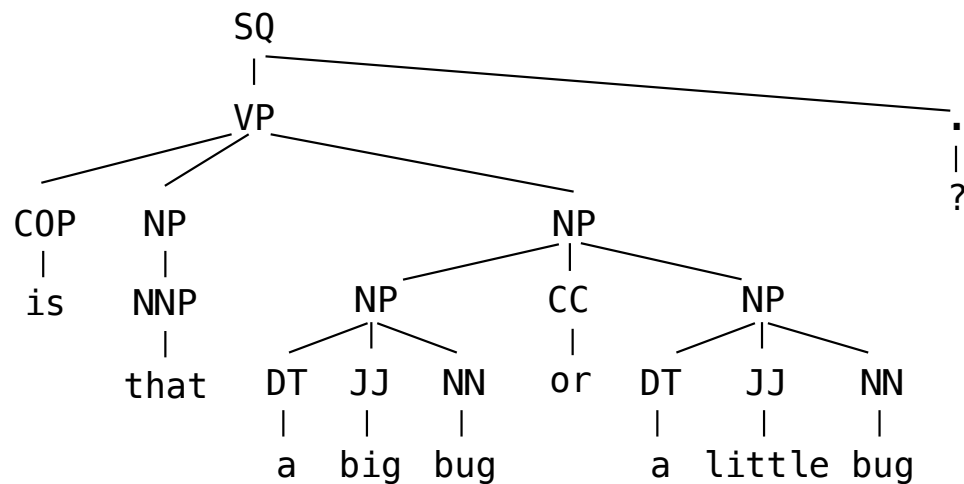 SQ
VP .
?
COP NP NP
is NNP NP CC NP
that DT JJ NN or DT JJ NN
a big bug a little bug